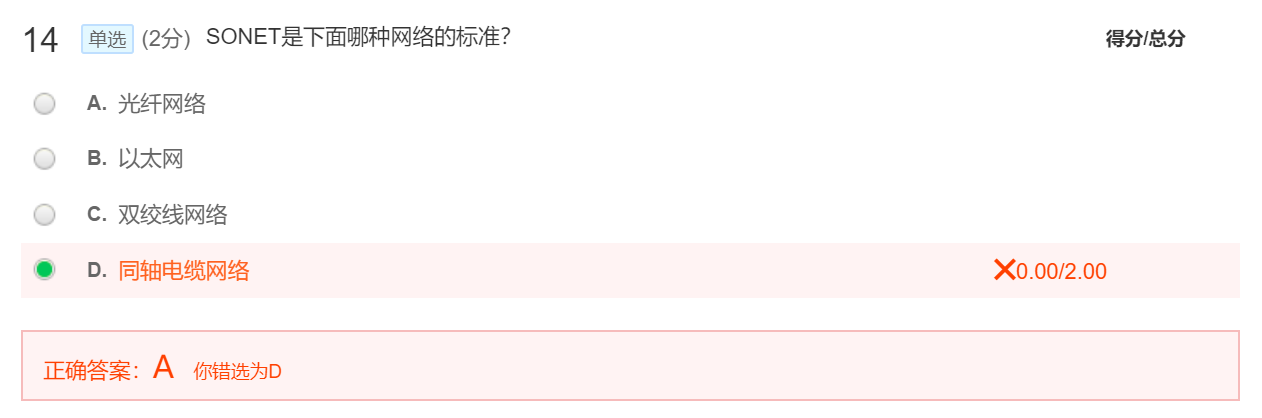 14 单选 (2分) SONET是下面哪种网络的标准? 得分/总分
A. 光纤网络
B. 以太网
C. 双绞线网络
D. 同轴电缆网络 ×0.00/2.00
正确答案：A 你错选为D